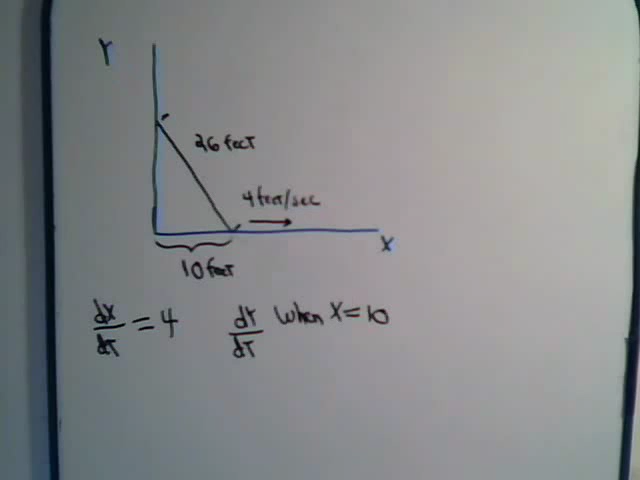 Y
26 feet
4 feet/sec
X
10 feet
dx/dt = 4
dy/dt when x = 10